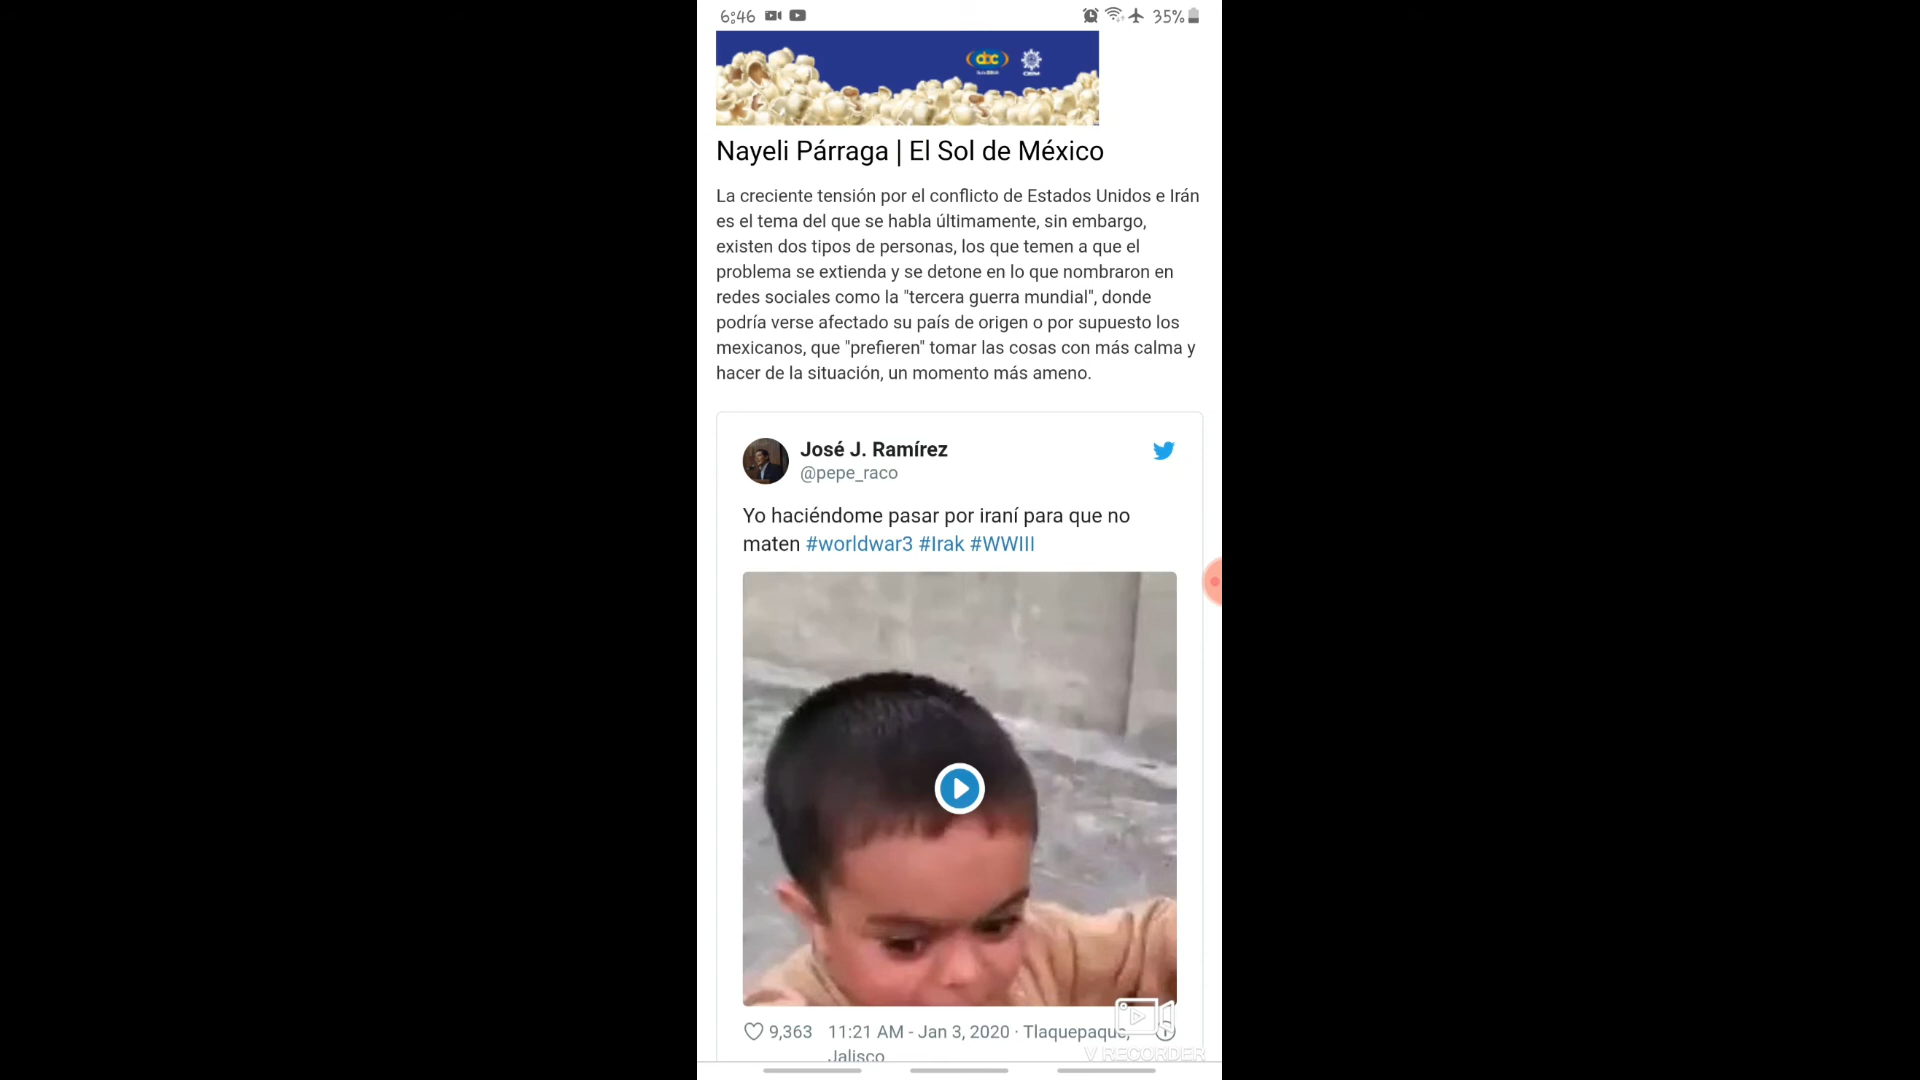 6:46
35%
abc
Nayeli Párraga | El Sol de México
La creciente tensión por el conflicto de Estados Unidos e Irán
es el tema del que se habla últimamente, sin embargo,
existen dos tipos de personas, los que temen a que el
problema se extienda y se detone en lo que nombraron en
redes sociales como la "tercera guerra mundial", donde
podría verse afectado su país de origen o por supuesto los
mexicanos, que "prefieren" tomar las cosas con más calma y
hacer de la situación, un momento más ameno.
José J. Ramírez
@pepe_raco
Yo haciéndome pasar por iraní para que no
maten #worldwar3 #Irak #WWIII
9,363 11:21 AM - Jan 3, 2020 · Tlaquepaque,
Jalisco
V RECORDER